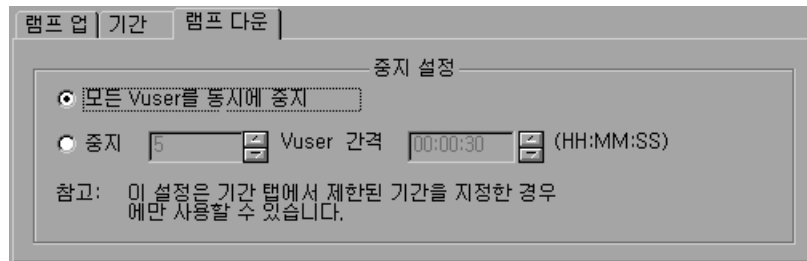 램프 업 기간 램프 다운
중지 설정
모든 Vuser를 동시에 중지
중지 5 Vuser 간격 00:00:30 (HH:MM:SS)
참고: 이 설정은 기간 탭에서 제한된 기간을 지정한 경우
에만 사용할 수 있습니다.